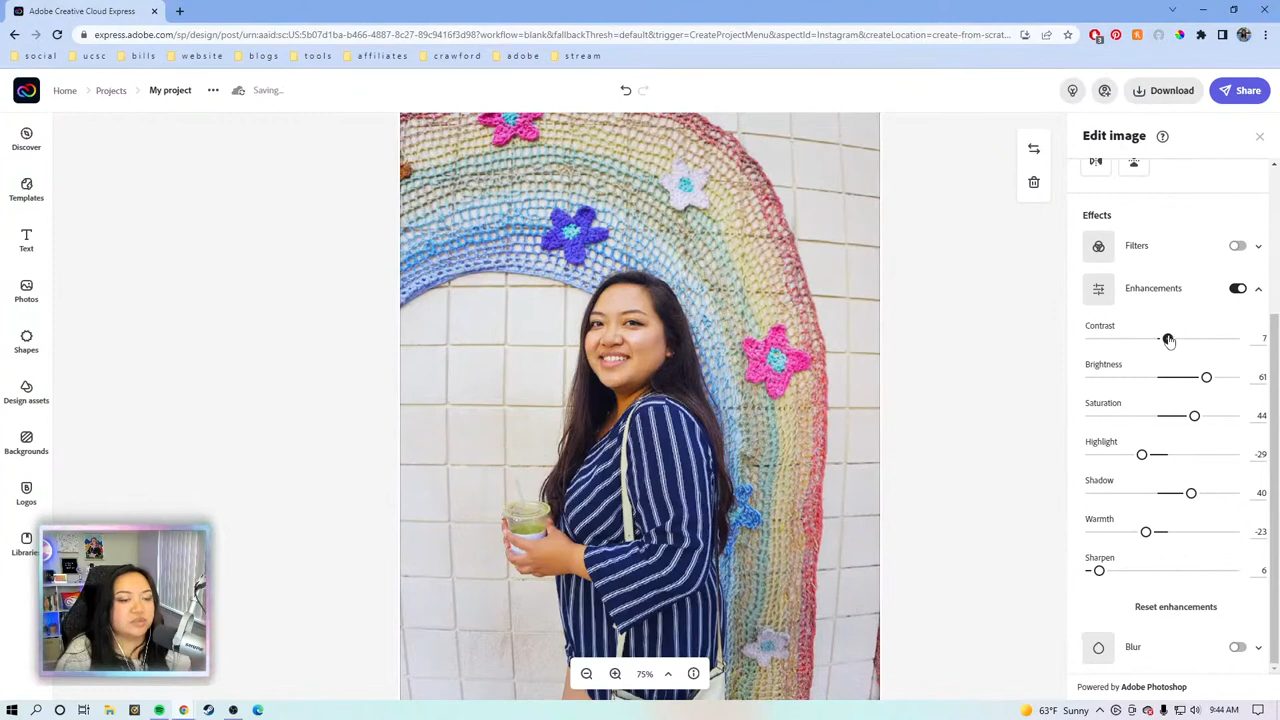 Adobe Creative Cloud Express
express.adobe.com/sp/design/post/urn:aaid:sc:US:5b07d1ba-b466-4887-8c27-89c9416f3d98?workflow=blank&fallbackThresh=default&trigger=CreateProjectMenu&aspectId=Instagram&createLocation=create-from-scrat...
social
ucsc
bills
website
blogs
tools
affiliates
crawford
adobe
stream
Home
Projects
My project
Saving...
Download
Share
Discover
Templates
Text
Photos
Shapes
Design assets
Backgrounds
Logos
Libraries
Edit image
Effects
Filters
Enhancements
Contrast
7
Brightness
61
Saturation
44
Highlight
-29
Shadow
40
Warmth
-23
Sharpen
6
Reset enhancements
Blur
Powered by Adobe Photoshop
75%
63°F Sunny
9:44 AM